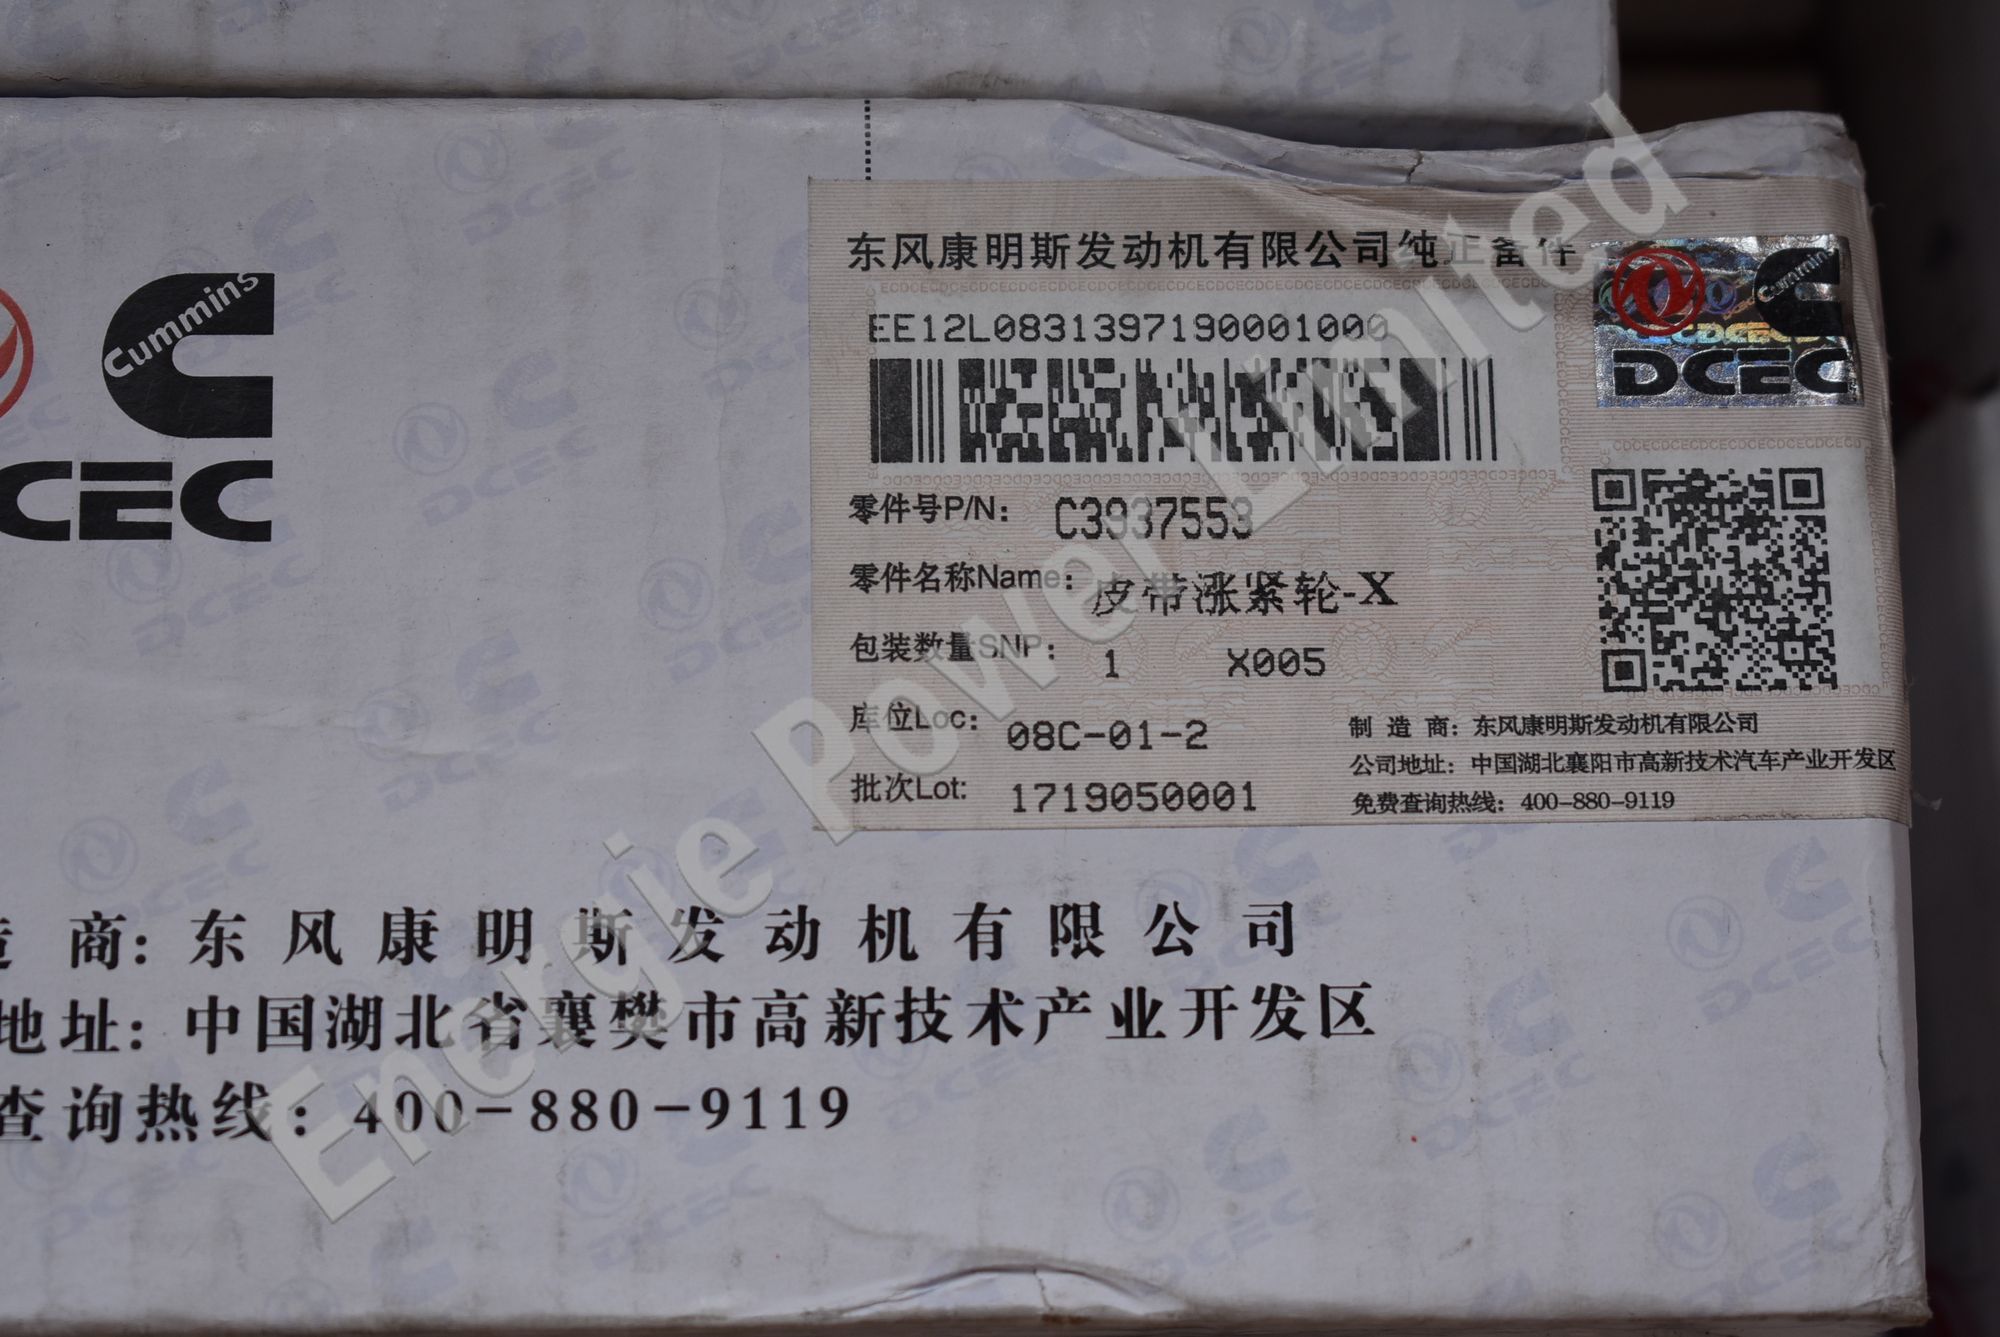 Cummins
CEC
东风康明斯发动机有限公司纯正备件
EE12L0831397190001000
Cummins
DCEC
零件号P/N: C3937553
零件名称Name: 皮带涨紧轮-X
包装数量SNP: 1 X005
库位Loc: 08C-01-2
批次Lot: 1719050001
制 造 商: 东风康明斯发动机有限公司
公司地址: 中国湖北襄阳市高新技术汽车产业开发区
免费查询热线: 400-880-9119
造 商: 东风康明斯发动机有限公司
地址: 中国湖北省襄樊市高新技术产业开发区
查询热线: 400-880-9119
Energie Power Limited